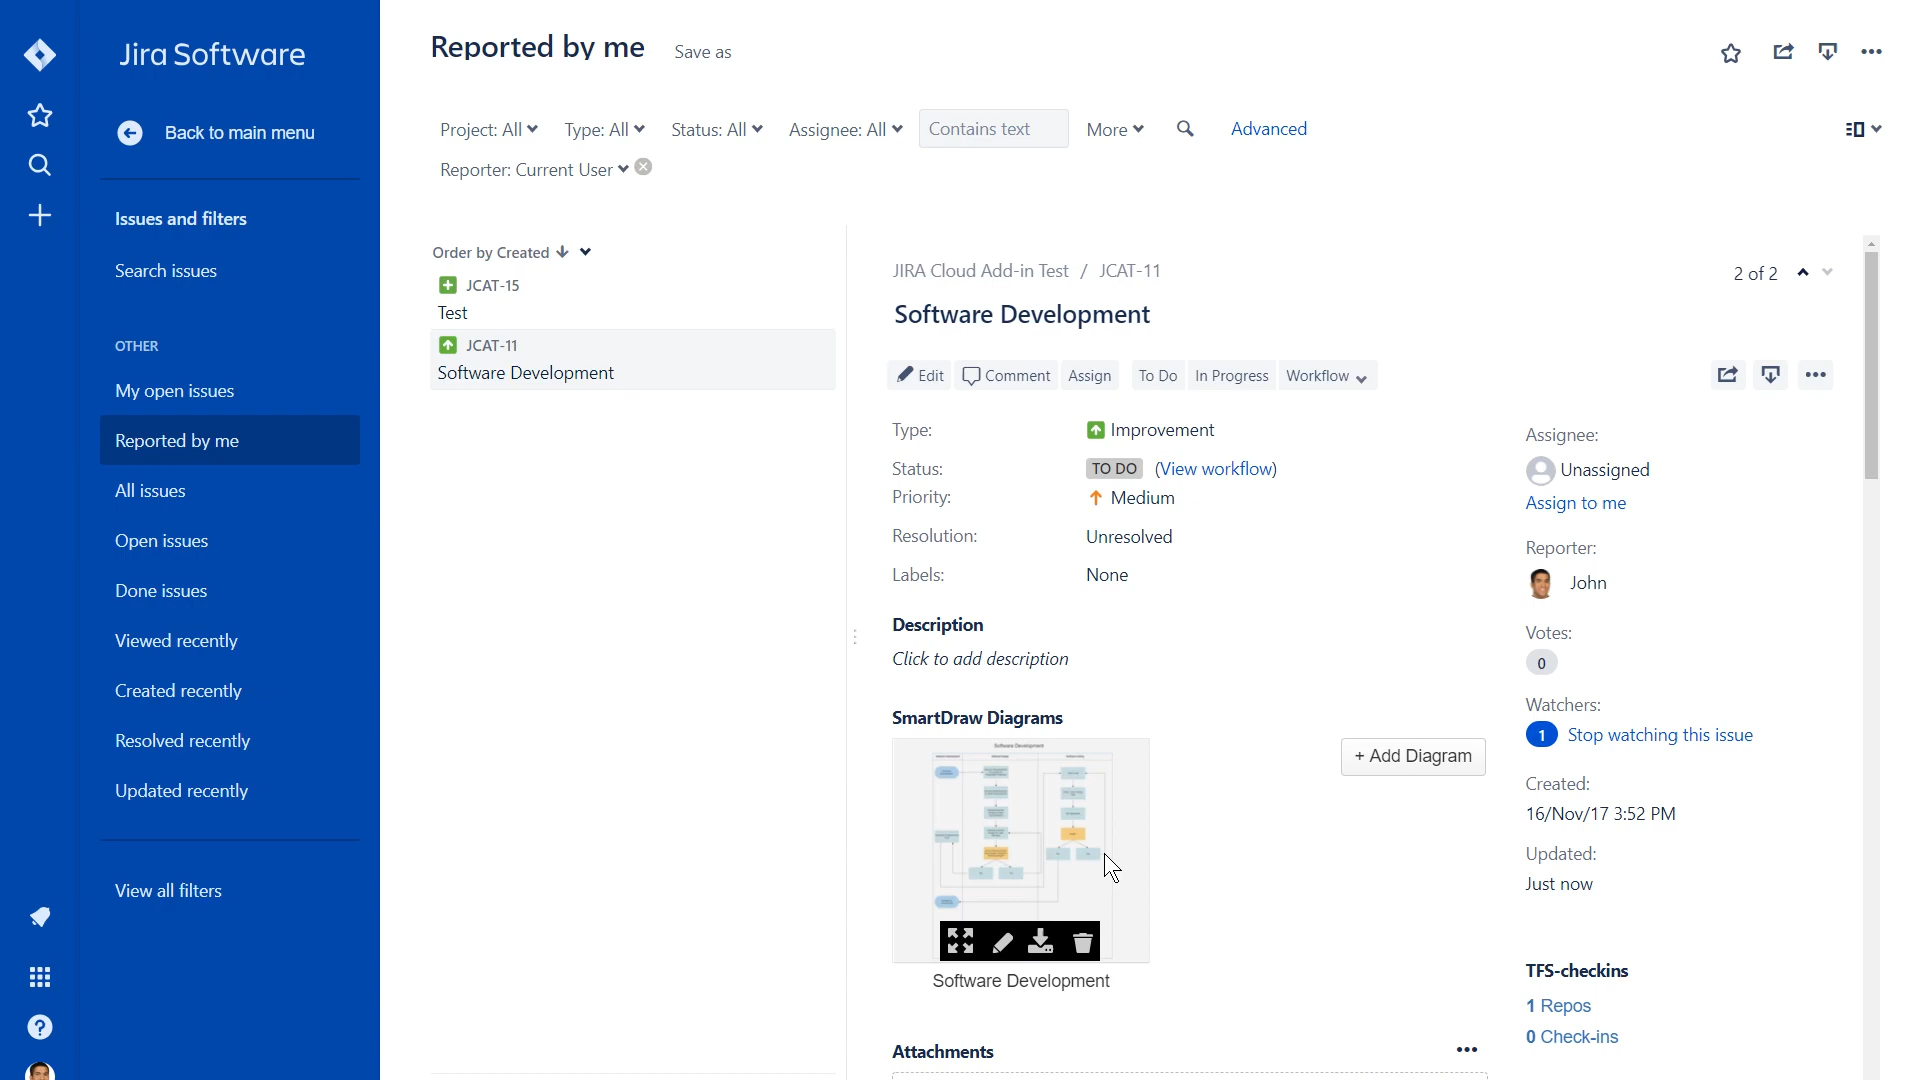 Jira Software
Back to main menu
Issues and filters
Search issues
OTHER
My open issues
Reported by me
All issues
Open issues
Done issues
Viewed recently
Created recently
Resolved recently
Updated recently
View all filters
Reported by me
Save as
Project: All
Type: All
Status: All
Assignee: All
Contains text
More
Advanced
Reporter: Current User
Order by Created
JCAT-15
Test
JCAT-11
Software Development
JIRA Cloud Add-in Test / JCAT-11
2 of 2
Software Development
Edit
Comment
Assign
To Do
In Progress
Workflow
Type:
Improvement
Status:
TO DO
(View workflow)
Priority:
Medium
Resolution:
Unresolved
Labels:
None
Description
Click to add description
SmartDraw Diagrams
Software Development
+ Add Diagram
Software Development
Attachments
Assignee:
Unassigned
Assign to me
Reporter:
John
Votes:
0
Watchers:
1 Stop watching this issue
Created:
16/Nov/17 3:52 PM
Updated:
Just now
TFS-checkins
1 Repos
0 Check-ins